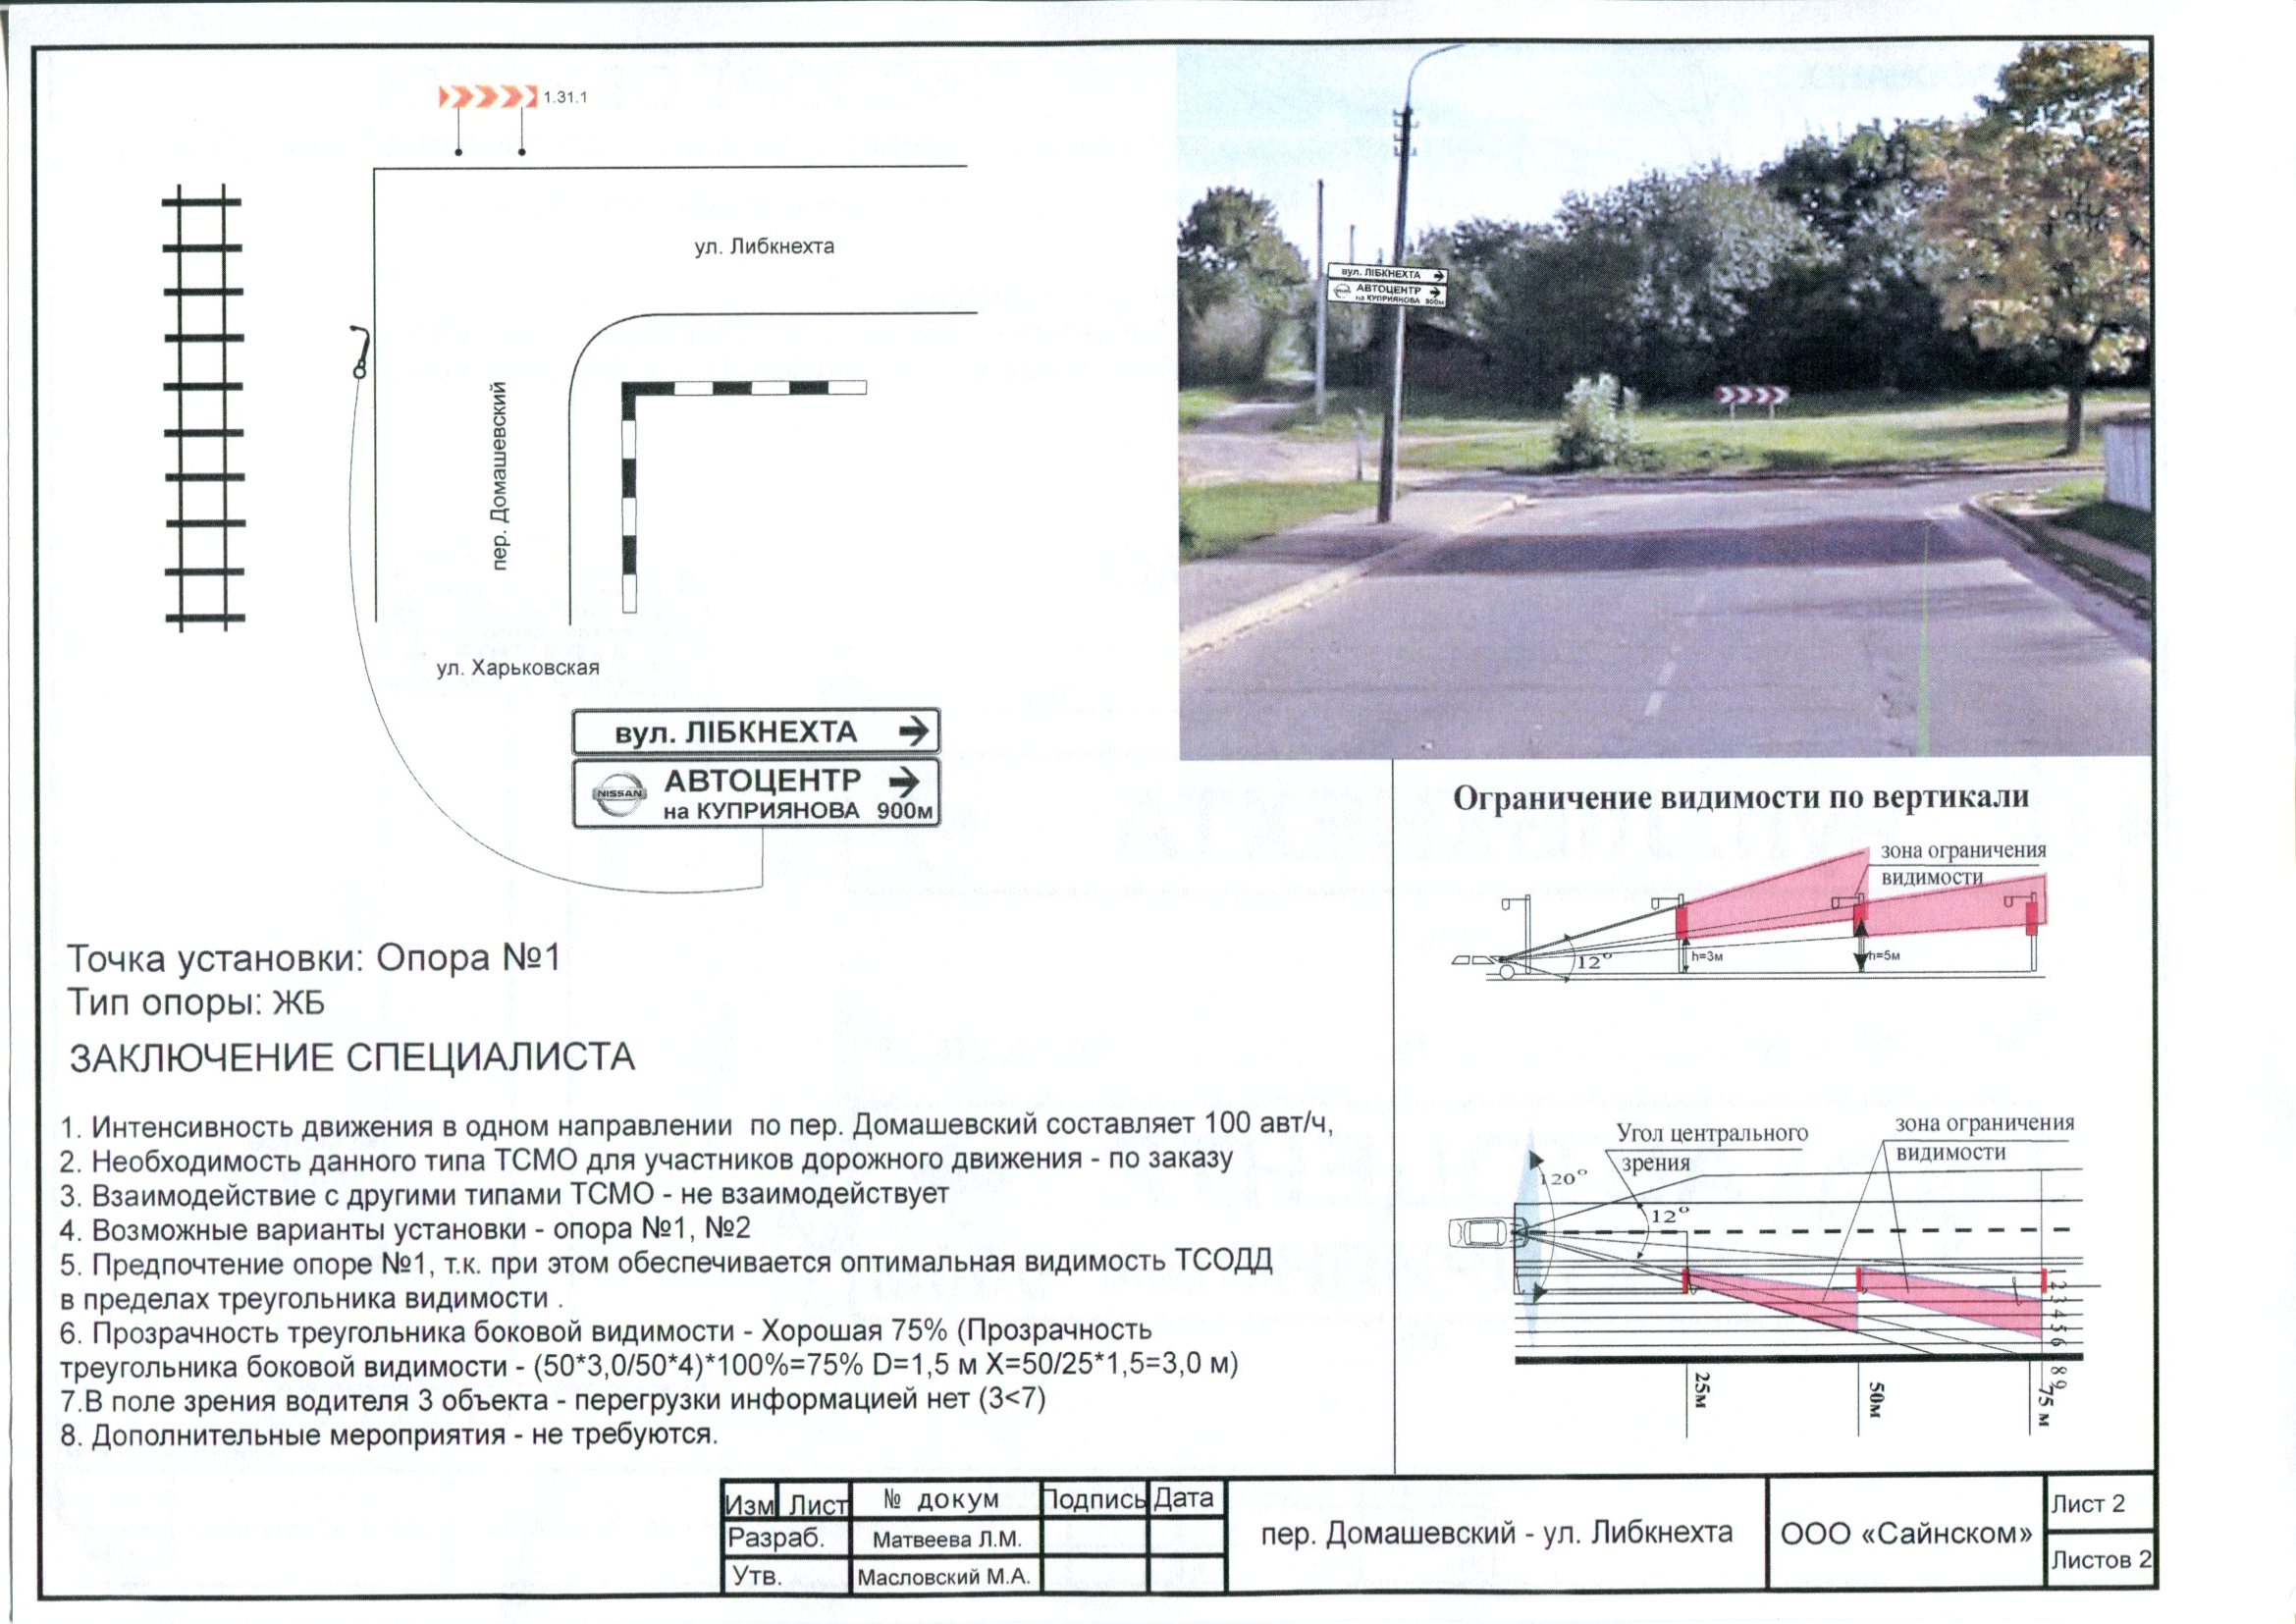 1.31.1
ул. Либкнехта
пер. Домашевский
ул. Харьковская
вул. ЛІБКНЕХТА
NISSAN
АВТОЦЕНТР
на КУПРИЯНОВА 900м
вул. ЛІБКНЕХТА
АВТОЦЕНТР
на КУПРИЯНОВА 900м
Точка установки: Опора №1
Тип опоры: ЖБ
ЗАКЛЮЧЕНИЕ СПЕЦИАЛИСТА
1. Интенсивность движения в одном направлении по пер. Домашевский составляет 100 авт/ч,
2. Необходимость данного типа ТСМО для участников дорожного движения - по заказу
3. Взаимодействие с другими типами ТСМО - не взаимодействует
4. Возможные варианты установки - опора №1, №2
5. Предпочтение опоре №1, т.к. при этом обеспечивается оптимальная видимость ТСОДД
в пределах треугольника видимости .
6. Прозрачность треугольника боковой видимости - Хорошая 75% (Прозрачность
треугольника боковой видимости - (50*3,0/50*4)*100%=75% D=1,5 м X=50/25*1,5=3,0 м)
7.В поле зрения водителя 3 объекта - перегрузки информацией нет (3<7)
8. Дополнительные мероприятия - не требуются.
Ограничение видимости по вертикали
зона ограничения
видимости
12°
h=3м
h=5м
Угол центрального
зрения
зона ограничения
видимости
120°
12°
1 2 3 4 5 6 8 9
25м
50м
75 м
Изм Лист № докум Подпись Дата
Разраб. Матвеева Л.М.
Утв. Масловский М.А.
пер. Домашевский - ул. Либкнехта
ООО «Сайнском»
Лист 2
Листов 2